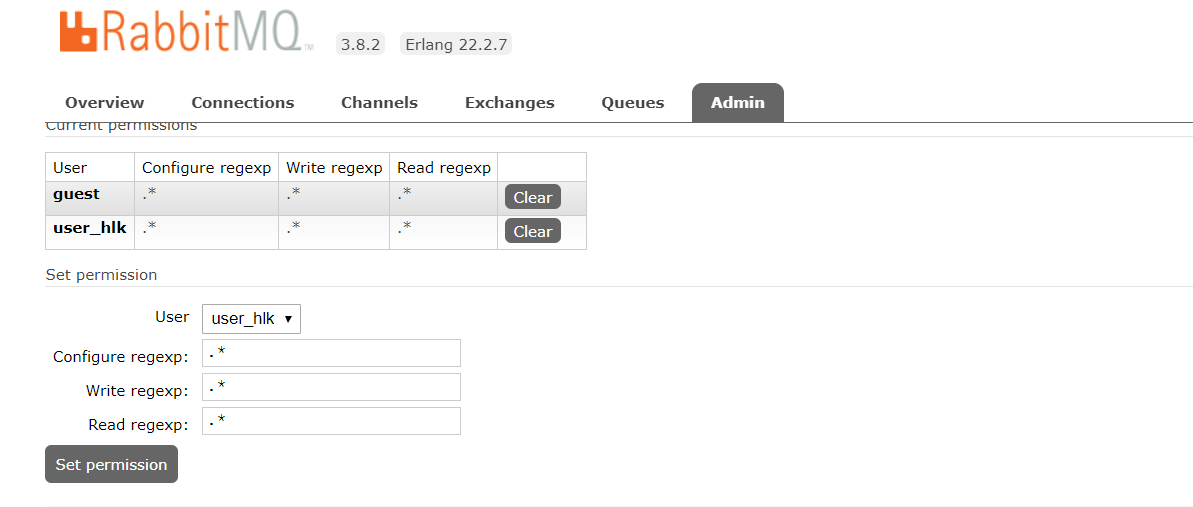 RabbitMQ TM 3.8.2 Erlang 22.2.7
Overview Connections Channels Exchanges Queues Admin
Current permissions
User Configure regexp Write regexp Read regexp
guest .* .* .* Clear
user_hlk .* .* .* Clear
Set permission
User user_hlk
Configure regexp: .*
Write regexp: .*
Read regexp: .*
Set permission